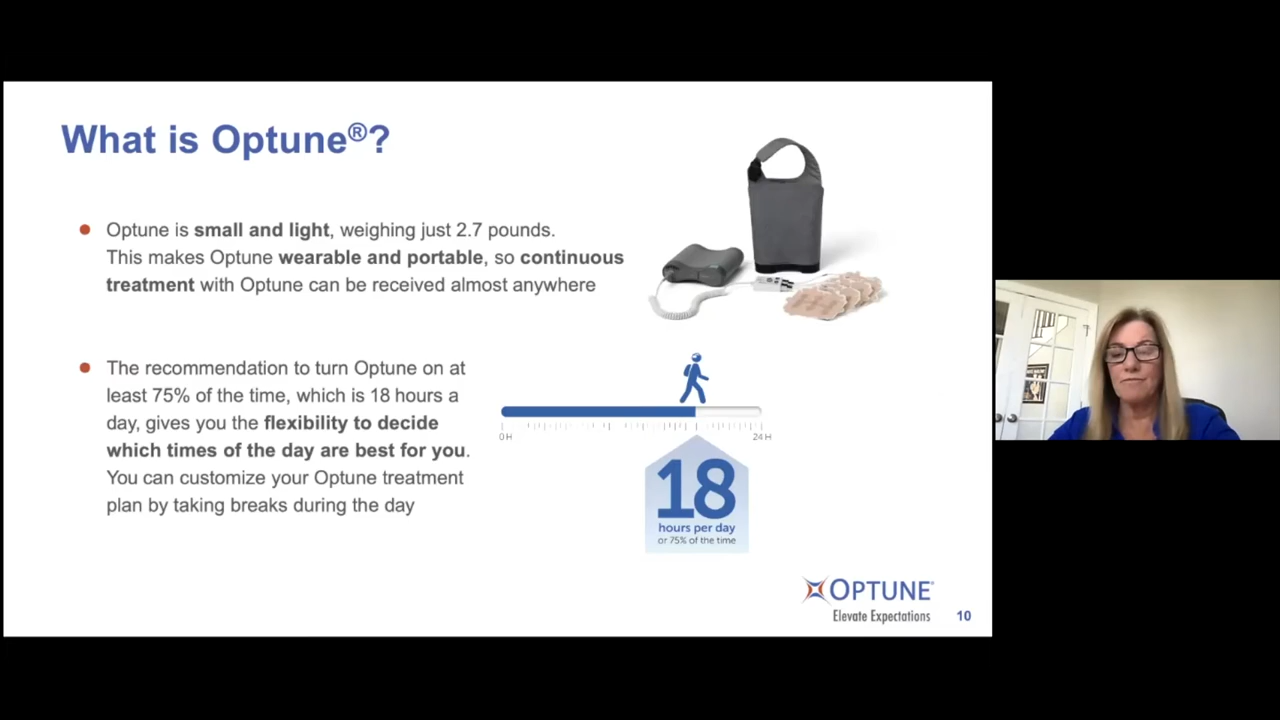 What is Optune®?
• Optune is small and light, weighing just 2.7 pounds.
This makes Optune wearable and portable, so continuous
treatment with Optune can be received almost anywhere
• The recommendation to turn Optune on at
least 75% of the time, which is 18 hours a
day, gives you the flexibility to decide
which times of the day are best for you.
You can customize your Optune treatment
plan by taking breaks during the day
0H
24H
18
hours per day
or 75% of the time
OPTUNE®
Elevate Expectations
10